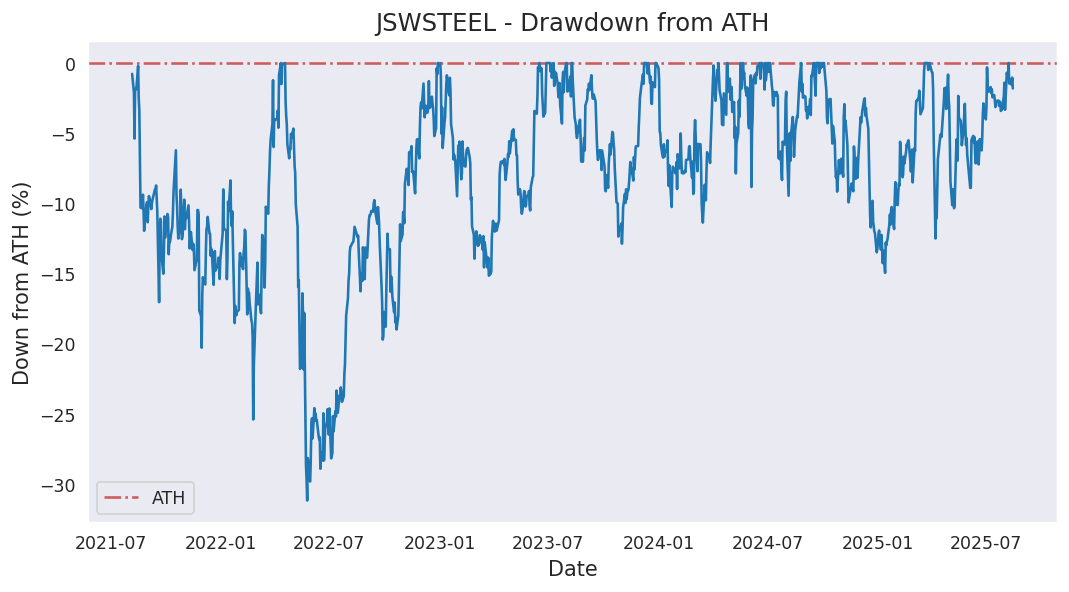 JSWSTEEL - Drawdown from ATH
Down from ATH (%)
0
−5
−10
−15
−20
−25
−30
ATH
2021-07 2022-01 2022-07 2023-01 2023-07 2024-01 2024-07 2025-01 2025-07
Date